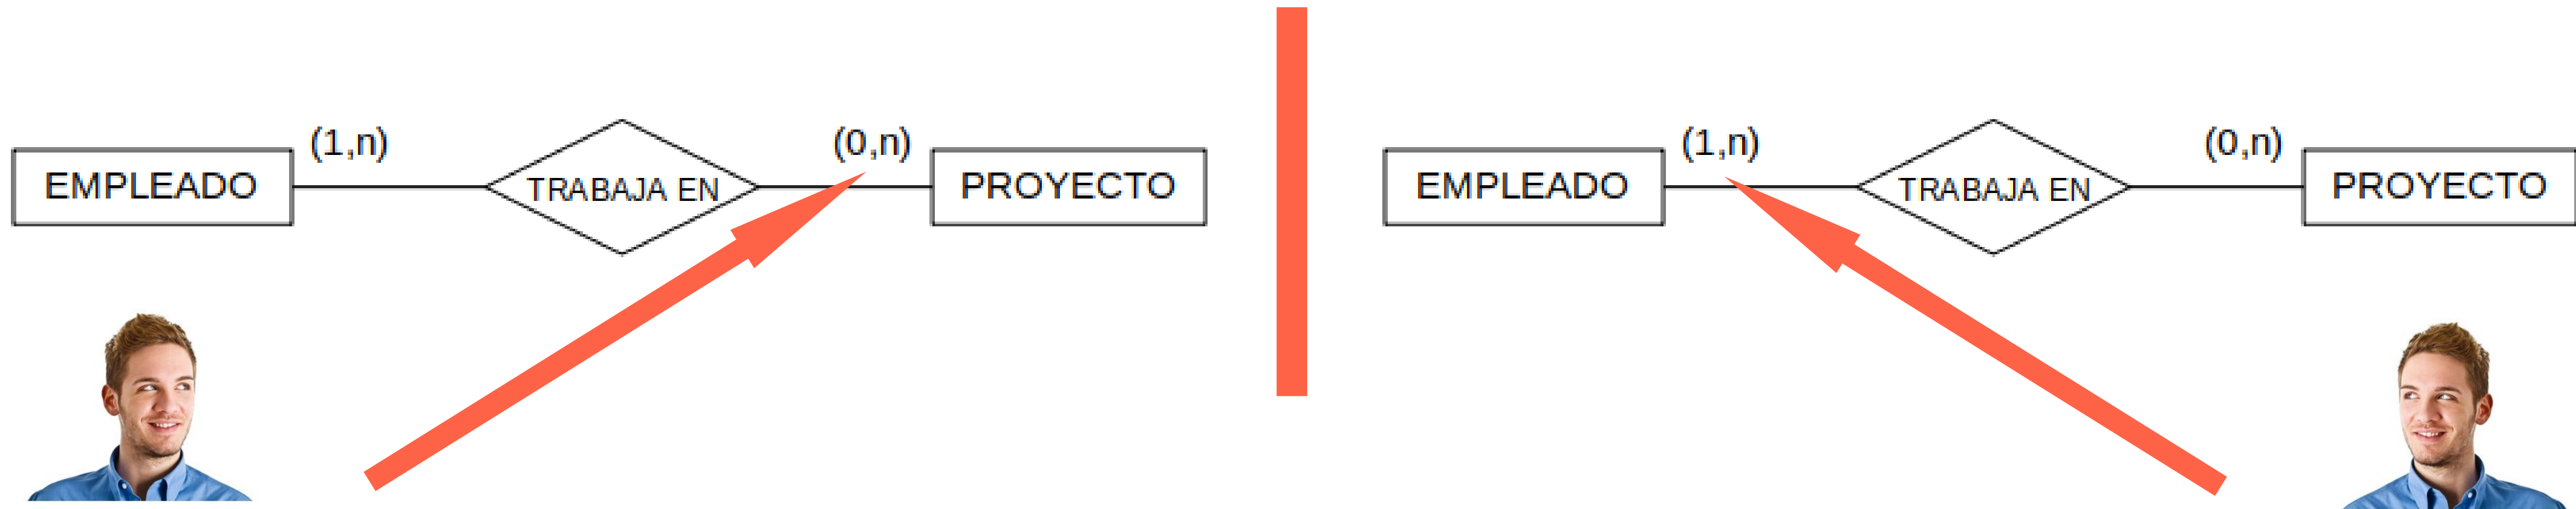 (1,n)
(0,n)
EMPLEADO
TRABAJA EN
PROYECTO
(1,n)
(0,n)
EMPLEADO
TRABAJA EN
PROYECTO